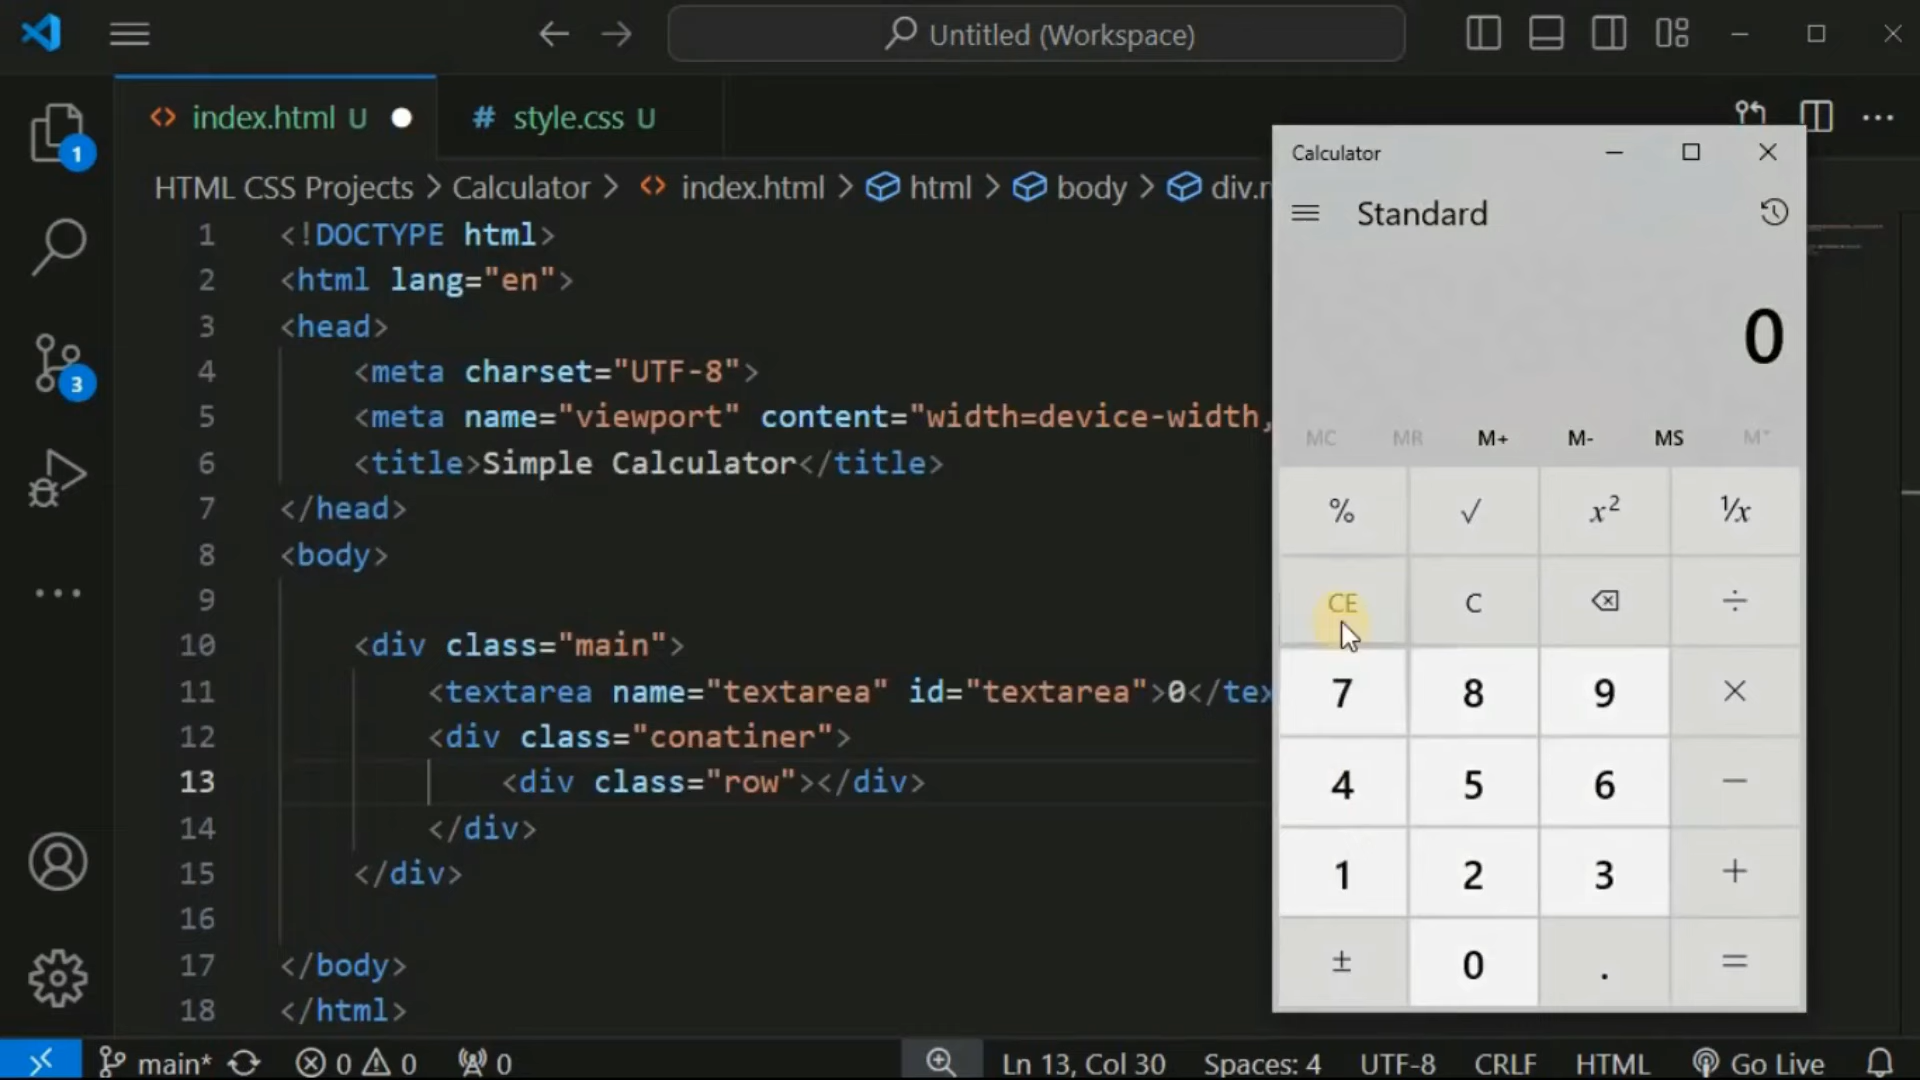 Untitled (Workspace)
index.html U
# style.css U
HTML CSS Projects > Calculator > <> index.html > html > body >
1 <!DOCTYPE html>
2 <html lang="en">
3 <head>
4 <meta charset="UTF-8">
5 <meta name="viewport" content="width=device-width,
6 <title>Simple Calculator</title>
7 </head>
8 <body>
9
10 <div class="main">
11 <textarea name="textarea" id="textarea">0</tex
12 <div class="conatiner">
13 <div class="row"></div>
14 </div>
15 </div>
16
17 </body>
18 </html>
1
3
Calculator
Standard
0
MC MR M+ M- MS M˅
% √ x² ¹/x
CE C ⌫ ÷
7 8 9 ×
4 5 6 −
1 2 3 +
± 0 . =
main* 0 0 0 Ln 13, Col 30 Spaces: 4 UTF-8 CRLF HTML Go Live